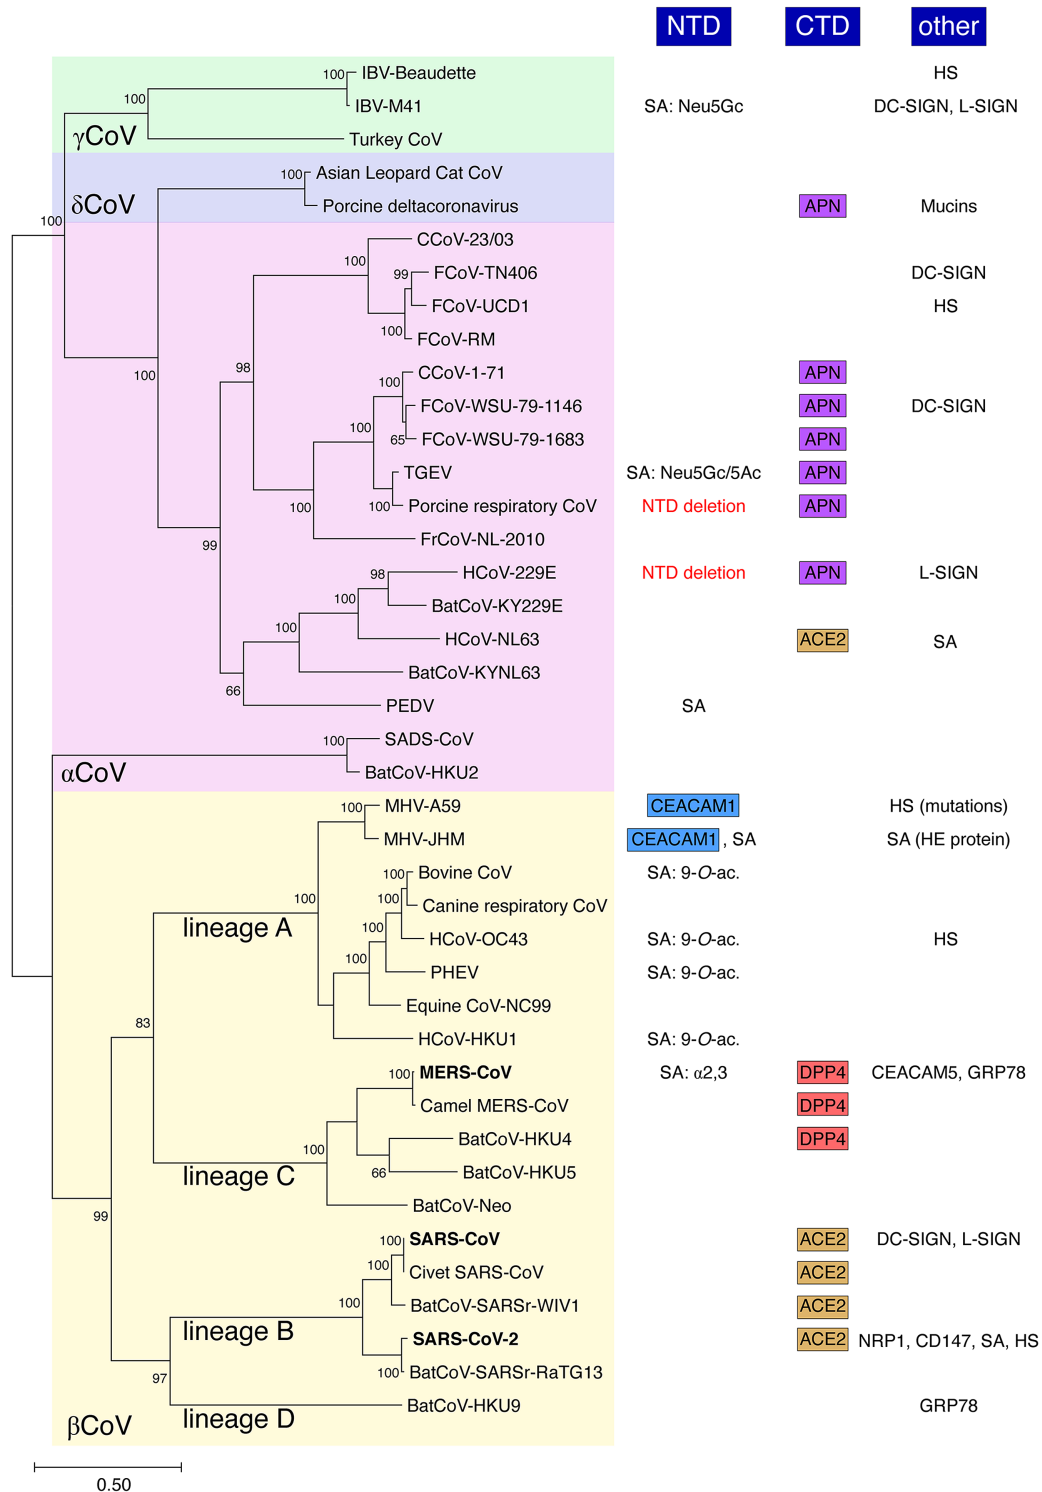 NTD CTD other
100 IBV-Beaudette HS
100 IBV-M41 SA: Neu5Gc DC-SIGN, L-SIGN
γCoV Turkey CoV
100 Asian Leopard Cat CoV
δCoV Porcine deltacoronavirus APN Mucins
100
CCoV-23/03
100
99 FCoV-TN406 DC-SIGN
FCoV-UCD1 HS
100 FCoV-RM
98 100 CCoV-1-71 APN
100
FCoV-WSU-79-1146 APN DC-SIGN
100
65 FCoV-WSU-79-1683 APN
TGEV SA: Neu5Gc/5Ac APN
100 100 Porcine respiratory CoV NTD deletion APN
99 FrCoV-NL-2010
98 HCoV-229E NTD deletion APN L-SIGN
100 BatCoV-KY229E
100 HCoV-NL63 ACE2 SA
BatCoV-KYNL63
66
PEDV SA
100 SADS-CoV
αCoV BatCoV-HKU2
100 MHV-A59 CEACAM1 HS (mutations)
MHV-JHM CEACAM1 , SA SA (HE protein)
100 Bovine CoV SA: 9-O-ac.
100 100 Canine respiratory CoV
lineage A 100 HCoV-OC43 SA: 9-O-ac. HS
100 PHEV SA: 9-O-ac.
Equine CoV-NC99
83 HCoV-HKU1 SA: 9-O-ac.
100 MERS-CoV SA: α2,3 DPP4 CEACAM5, GRP78
Camel MERS-CoV DPP4
100 BatCoV-HKU4 DPP4
lineage C 66 BatCoV-HKU5
99 BatCoV-Neo
100 SARS-CoV ACE2 DC-SIGN, L-SIGN
100 Civet SARS-CoV ACE2
100 BatCoV-SARSr-WIV1 ACE2
lineage B SARS-CoV-2 ACE2 NRP1, CD147, SA, HS
97 100 BatCoV-SARSr-RaTG13
βCoV lineage D BatCoV-HKU9 GRP78
0.50